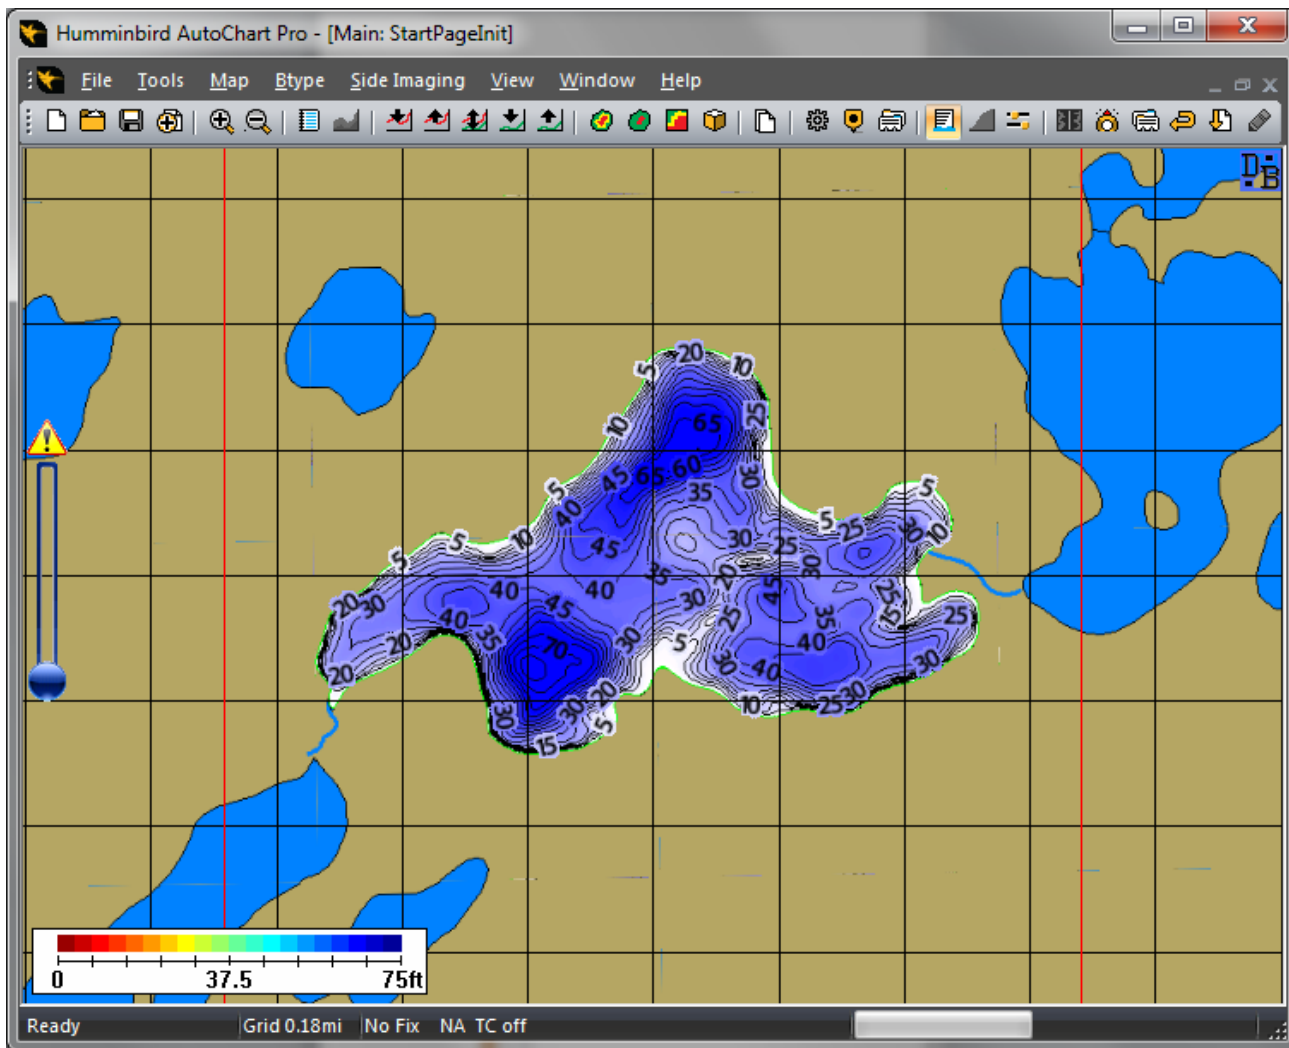 Humminbird AutoChart Pro - [Main: StartPageInit]
File Tools Map Btype Side Imaging View Window Help
D B
5 20 10
10 65 25
45 65 60 30
5 40 35 5
5 10 45 30 25 5 25 30 10
5 35 20 30
20 30 40 40 45 30 45 35 25 25
20 40 35 70 30 5 25 40 15
20 20 30 40 30
30 30 5 10 25 30
15
0 37.5 75ft
Ready Grid 0.18mi No Fix NA TC off